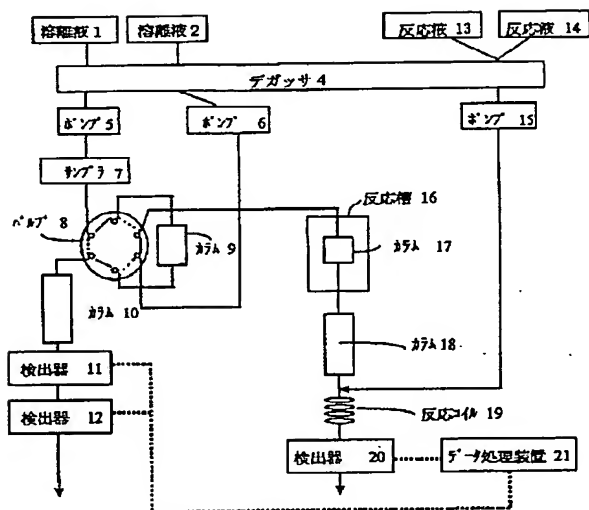 溶離液 1
溶離液 2
反応液 13
反応液 14
デガッサ 4
ポンプ 5
ポンプ 6
ポンプ 15
サンプラ 7
バルブ 8
カラム 9
反応槽 16
カラム 17
カラム 10
カラム 18
検出器 11
検出器 12
反応コイル 19
検出器 20
データ処理装置 21